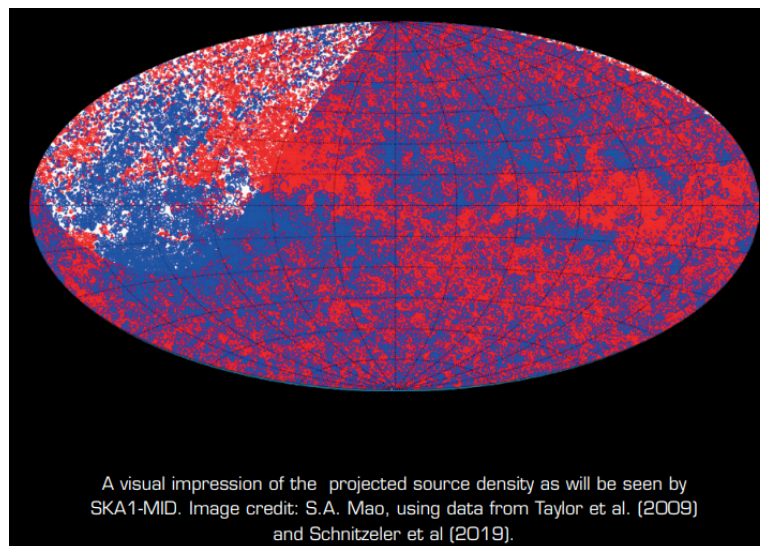 A visual impression of the projected source density as will be seen by
SKA1-MID. Image credit: S.A. Mao, using data from Taylor et al. (2009)
and Schnitzeler et al (2019).